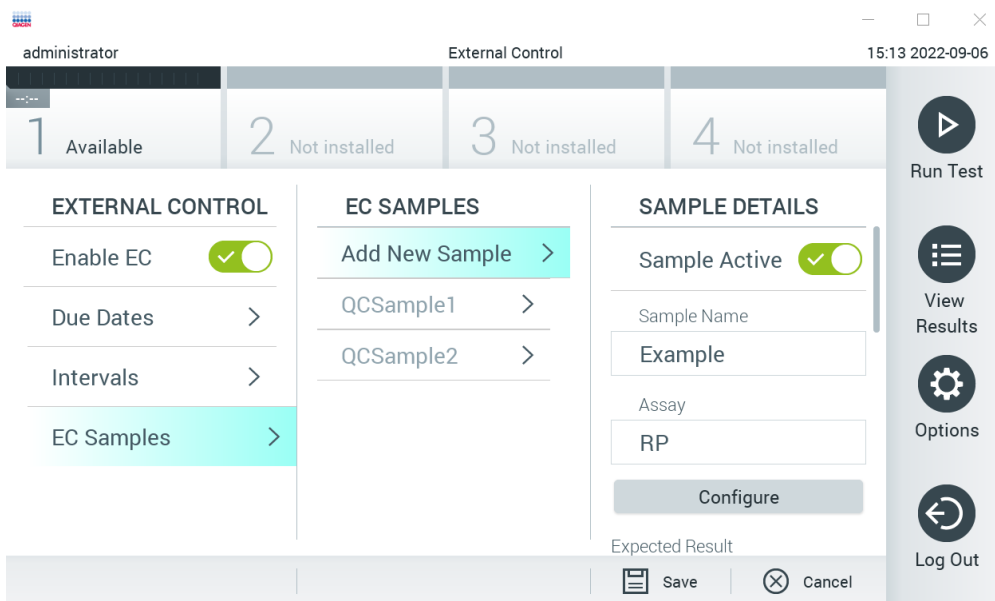 QIAGEN
administrator External Control 15:13 2022-09-06
--:--
1 Available 2 Not installed 3 Not installed 4 Not installed
Run Test
View
Results
Options
Log Out
EXTERNAL CONTROL
Enable EC
Due Dates
Intervals
EC Samples
EC SAMPLES
Add New Sample
QCSample1
QCSample2
SAMPLE DETAILS
Sample Active
Sample Name
Example
Assay
RP
Configure
Expected Result
Save Cancel